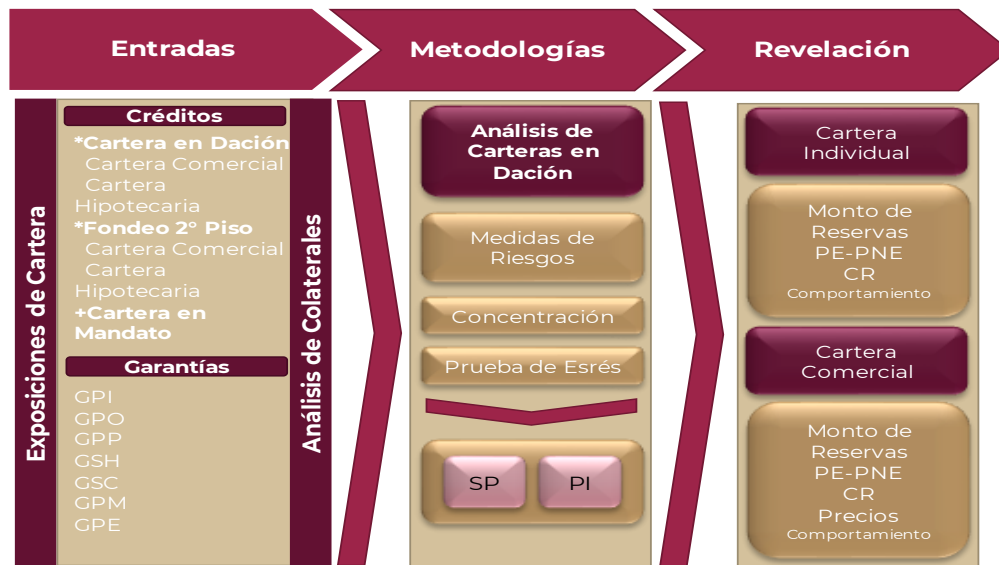 Entradas
Metodologías
Revelación
Exposiciones de Cartera
Créditos
*Cartera en Dación
Cartera Comercial
Cartera
Hipotecaria
*Fondeo 2° Piso
Cartera Comercial
Cartera
Hipotecaria
+Cartera en
Mandato
Garantías
GPI
GPO
GPP
GSH
GSC
GPM
GPE
Análisis de Colaterales
Análisis de
Carteras en
Dación
Medidas de
Riesgos
Concentración
Prueba de Esrés
SP
PI
Cartera
Individual
Monto de
Reservas
PE-PNE
CR
Comportamiento
Cartera
Comercial
Monto de
Reservas
PE-PNE
CR
Precios
Comportamiento